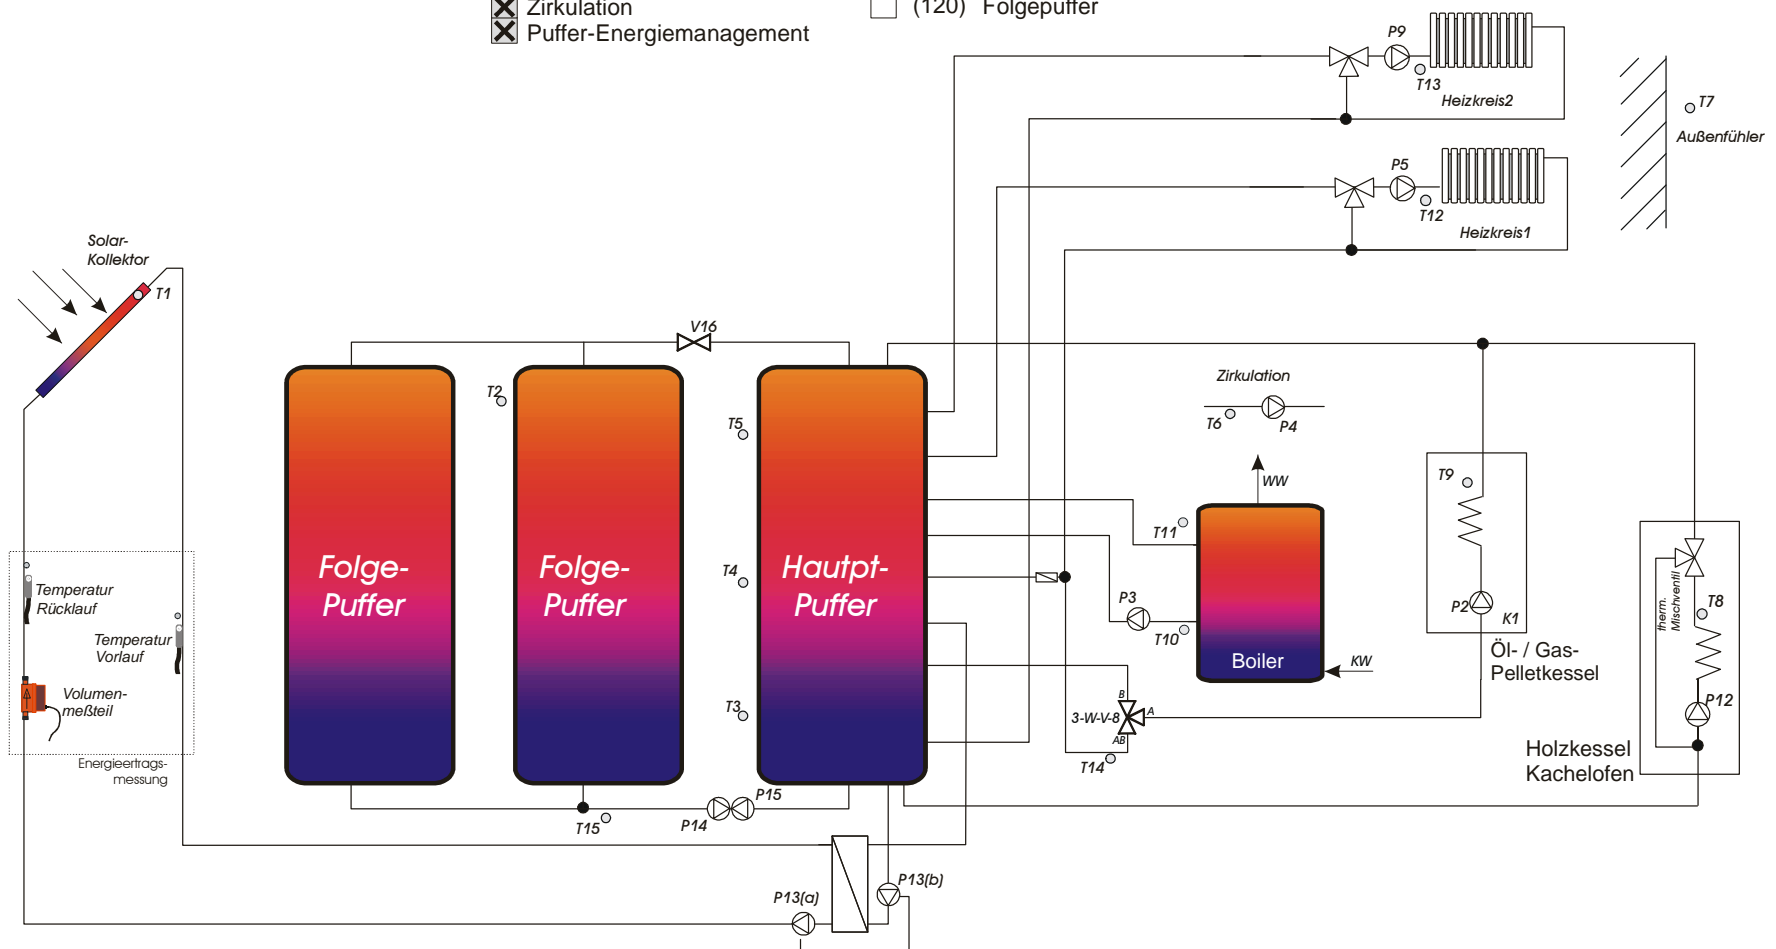 Zirkulation
(120) Folgepuffer
Puffer-Energiemanagement
P9
T13
Heizkreis2
T7
Außenfühler
P5
T12
Heizkreis1
Solar-
Kollektor
T1
V16
T2
T5
T4
T3
Folge-
Puffer
Folge-
Puffer
Hautpt-
Puffer
Zirkulation
T6
P4
WW
T11
P3
T10
Boiler
KW
T9
P2
K1
Öl- / Gas-
Pelletkessel
therm.
Mischventil
T8
P12
Holzkessel
Kachelofen
B
3-W-V-8
A
AB
T14
Temperatur
Rücklauf
Temperatur
Vorlauf
Volumen-
meßteil
Energieertrags-
messung
T15
P14
P15
P13(a)
P13(b)